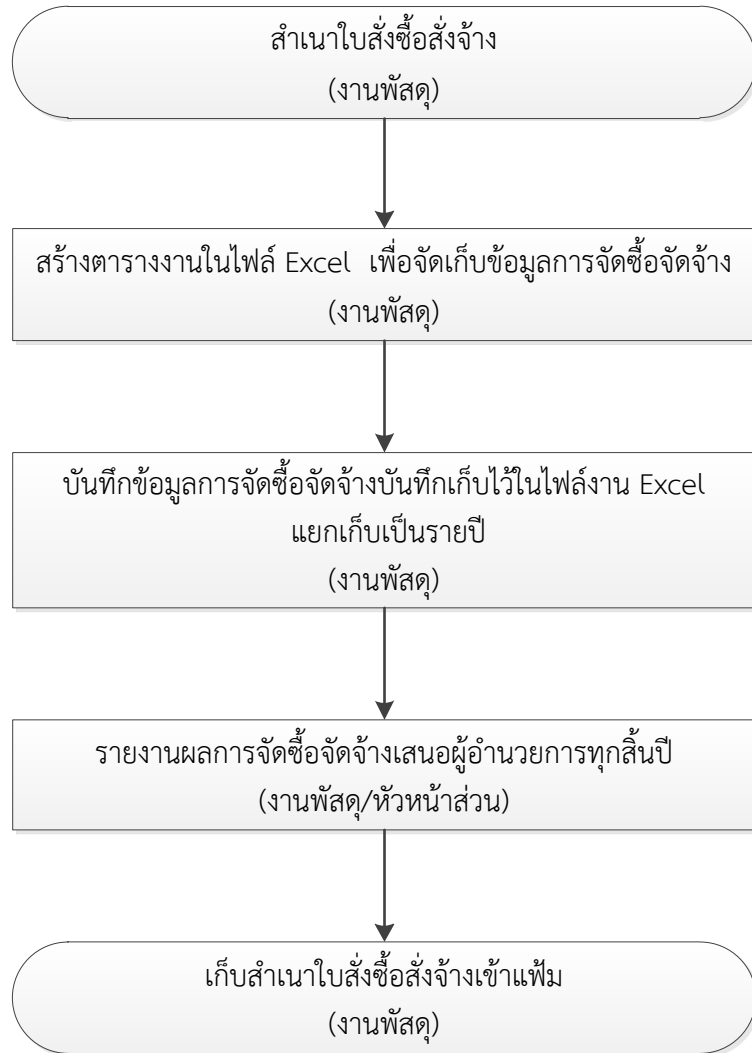 สำเนาใบสั่งซื้อสั่งจ้าง
(งานพัสดุ)
สร้างตารางงานในไฟล์ Excel เพื่อจัดเก็บข้อมูลการจัดซื้อจัดจ้าง
(งานพัสดุ)
บันทึกข้อมูลการจัดซื้อจัดจ้างบันทึกเก็บไว้ในไฟล์งาน Excel
แยกเก็บเป็นรายปี
(งานพัสดุ)
รายงานผลการจัดซื้อจัดจ้างเสนอผู้อำนวยการทุกสิ้นปี
(งานพัสดุ/หัวหน้าส่วน)
เก็บสำเนาใบสั่งซื้อสั่งจ้างเข้าแฟ้ม
(งานพัสดุ)